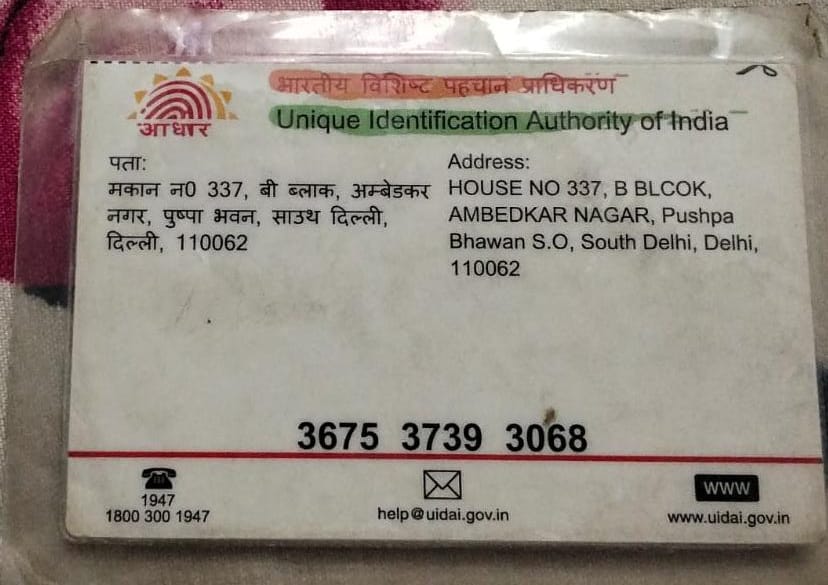 भारतीय विशिष्ट पहचान प्राधिकरण
Unique Identification Authority of India
आधार
पता:
मकान न0 337, बी ब्लाक, अम्बेडकर
नगर, पुष्पा भवन, साउथ दिल्ली,
दिल्ली, 110062
Address:
HOUSE NO 337, B BLCOK,
AMBEDKAR NAGAR, Pushpa
Bhawan S.O, South Delhi, Delhi,
110062
3675 3739 3068
1947
1800 300 1947
help@uidai.gov.in
www
www.uidai.gov.in